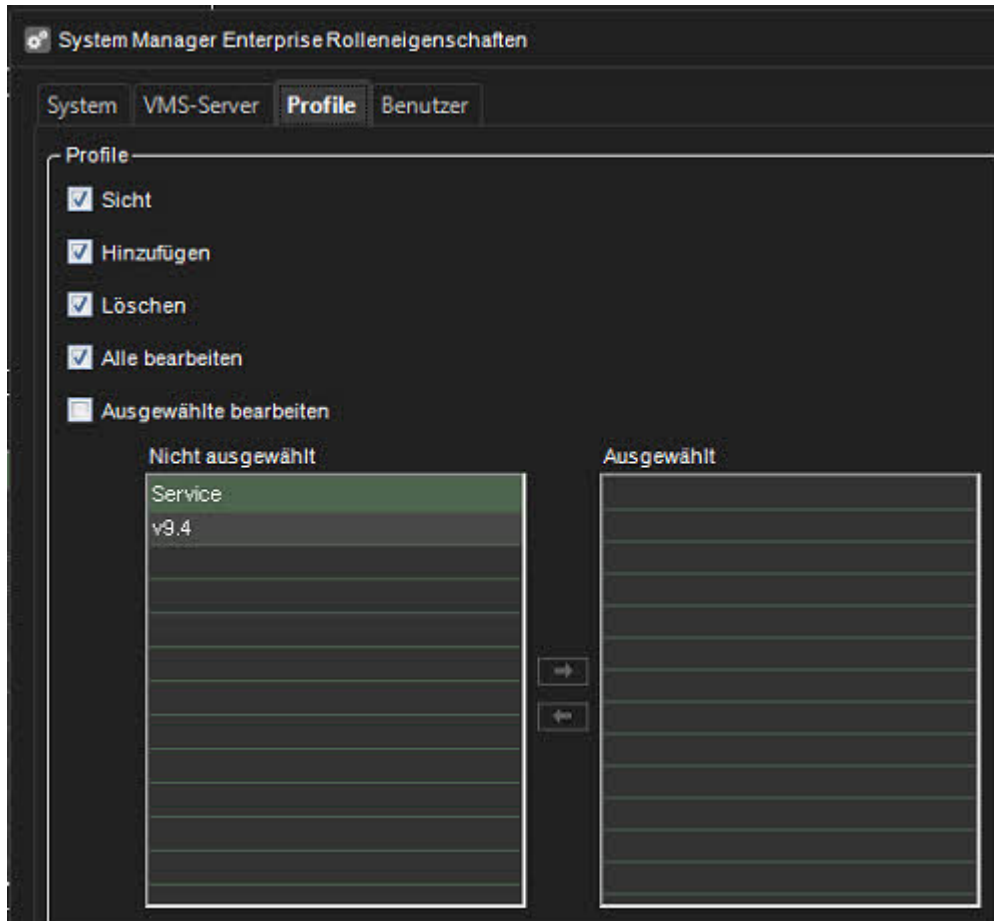 System Manager Enterprise Rolleneigenschaften
System VMS-Server Profile Benutzer
Profile
Sicht
Hinzufügen
Löschen
Alle bearbeiten
Ausgewählte bearbeiten
Nicht ausgewählt Ausgewählt
Service
v9.4